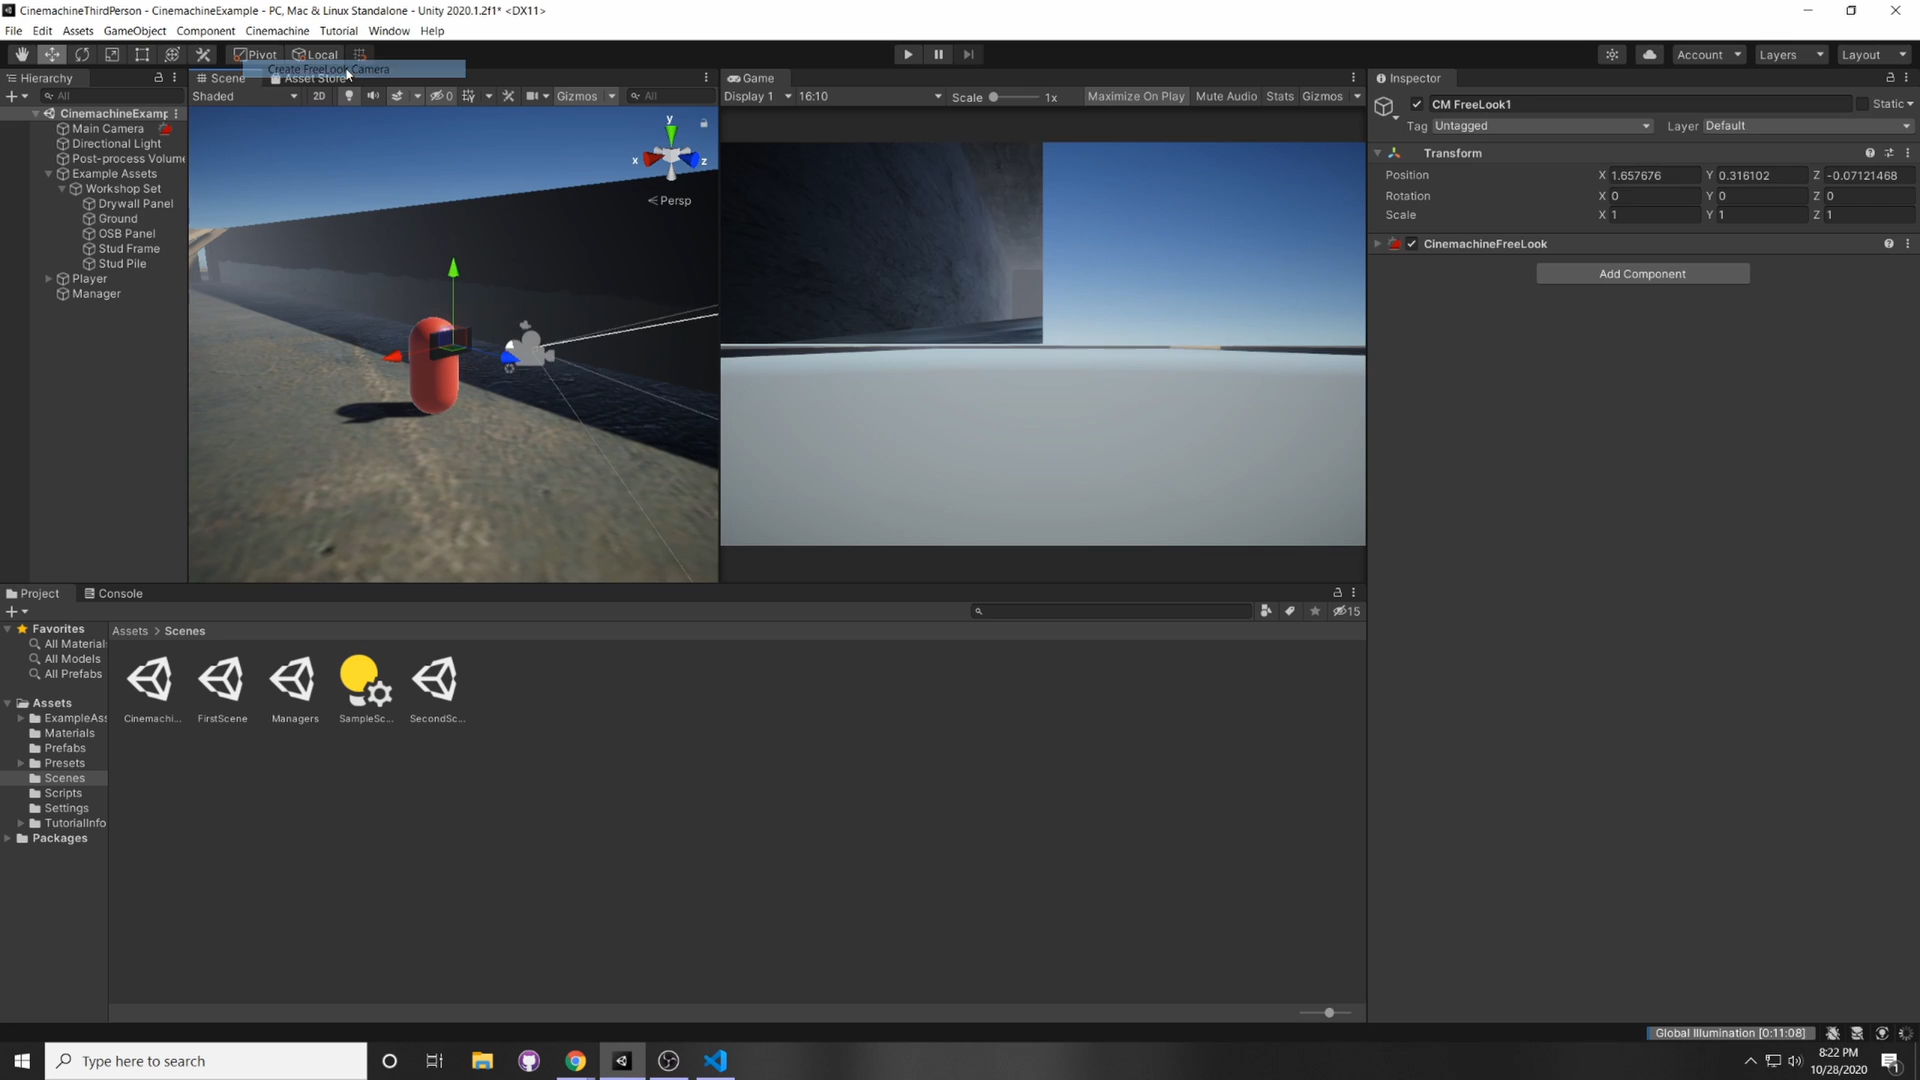 CinemachineThirdPerson - CinemachineExample - PC, Mac & Linux Standalone - Unity 2020.1.2f1* <DX11>
File Edit Assets GameObject Component Cinemachine Tutorial Window Help
Pivot Local Account Layers Layout
Create FreeLook Camera
Hierarchy Scene Asset Store Game Inspector
All Shaded 2D 0 Gizmos All Display 1 16:10 Scale 1x Maximize On Play Mute Audio Stats Gizmos
CM FreeLook1 Static
Tag Untagged Layer Default
Transform
Position X 1.657676 Y 0.316102 Z -0.07121468
Rotation X 0 Y 0 Z 0
Scale X 1 Y 1 Z 1
CinemachineFreeLook
Add Component
CinemachineExamp
Main Camera
Directional Light
Post-process Volume
Example Assets
Workshop Set
Drywall Panel
Ground
OSB Panel
Stud Frame
Stud Pile
Player
Manager
y
x z
Persp
Project Console
15
Favorites
All Material
All Models
All Prefabs
Assets
ExampleAss
Materials
Prefabs
Presets
Scenes
Scripts
Settings
TutorialInfo
Packages
Assets > Scenes
Cinemachi... FirstScene Managers SampleSc... SecondSc...
Global Illumination [0:11:08]
Type here to search
8:22 PM
10/28/2020
1